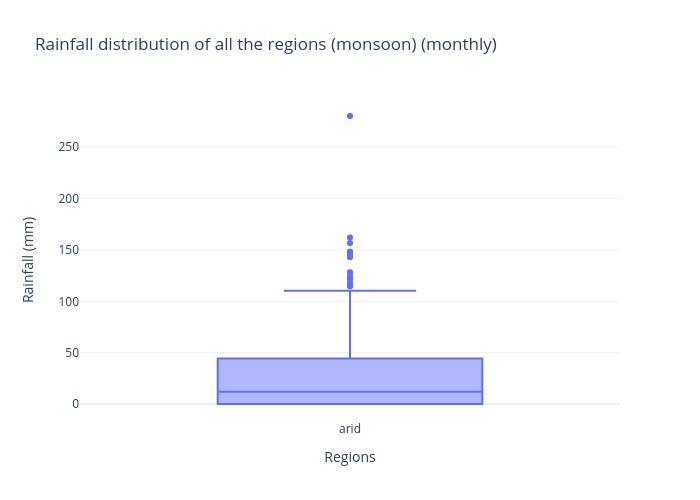 Rainfall distribution of all the regions (monsoon) (monthly)
Rainfall (mm)
250
200
150
100
50
0
arid
Regions